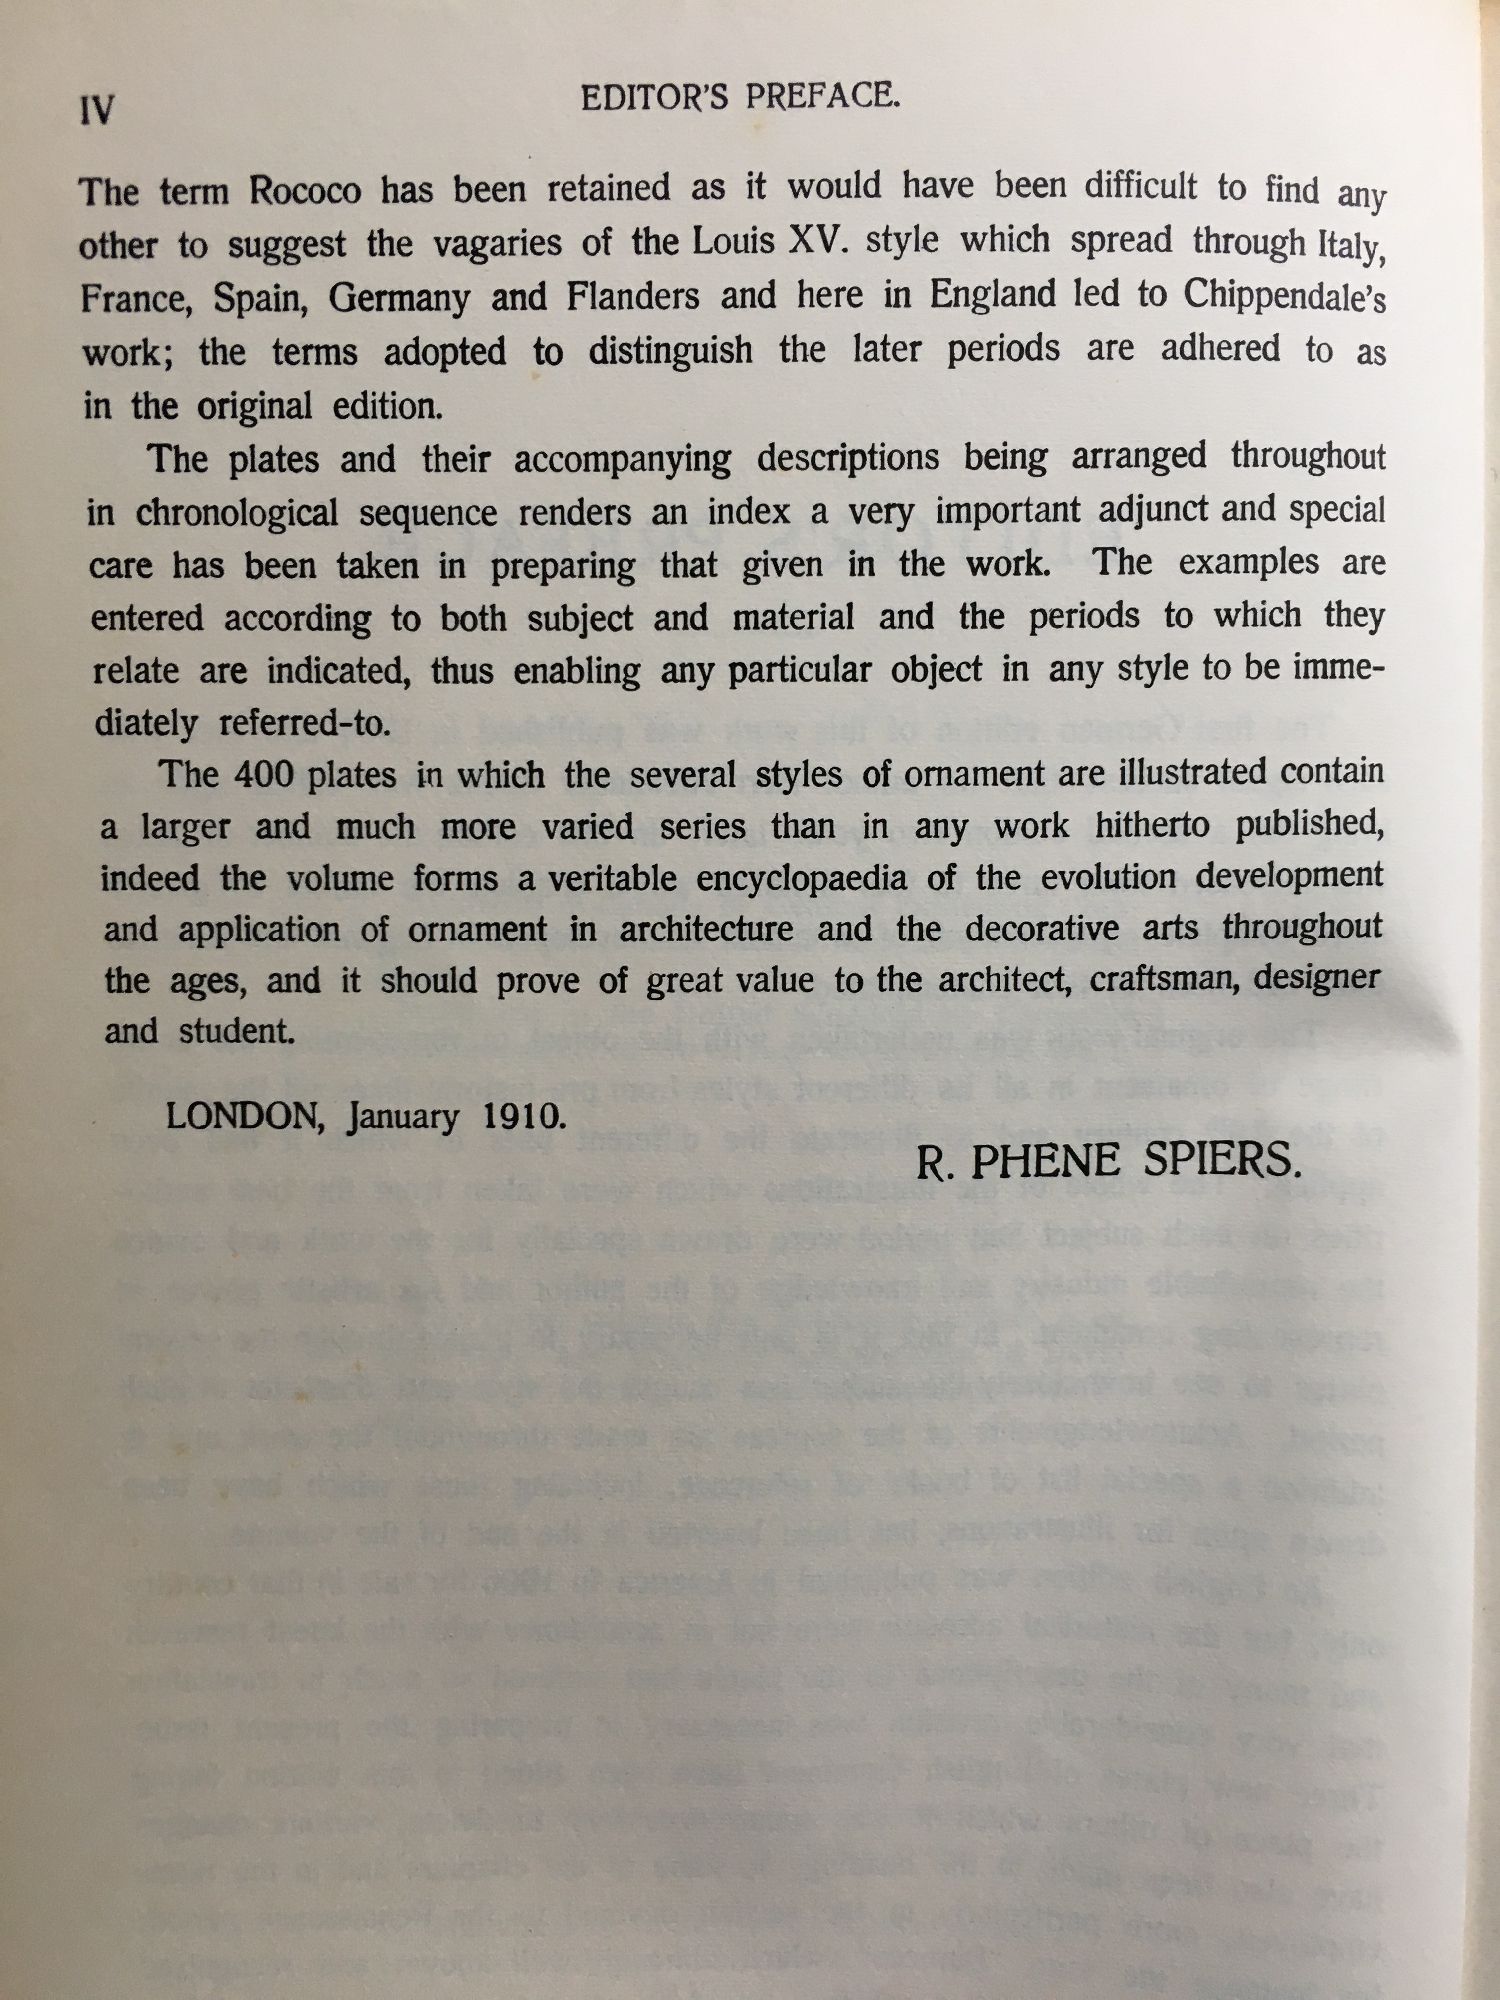 IV
EDITOR'S PREFACE.
The term Rococo has been retained as it would have been difficult to find any
other to suggest the vagaries of the Louis XV. style which spread through Italy,
France, Spain, Germany and Flanders and here in England led to Chippendale's
work; the terms adopted to distinguish the later periods are adhered to as
in the original edition.
The plates and their accompanying descriptions being arranged throughout
in chronological sequence renders an index a very important adjunct and special
care has been taken in preparing that given in the work. The examples are
entered according to both subject and material and the periods to which they
relate are indicated, thus enabling any particular object in any style to be imme-
diately referred-to.
The 400 plates in which the several styles of ornament are illustrated contain
a larger and much more varied series than in any work hitherto published,
indeed the volume forms a veritable encyclopaedia of the evolution development
and application of ornament in architecture and the decorative arts throughout
the ages, and it should prove of great value to the architect, craftsman, designer
and student.
LONDON, January 1910.
R. PHENE SPIERS.